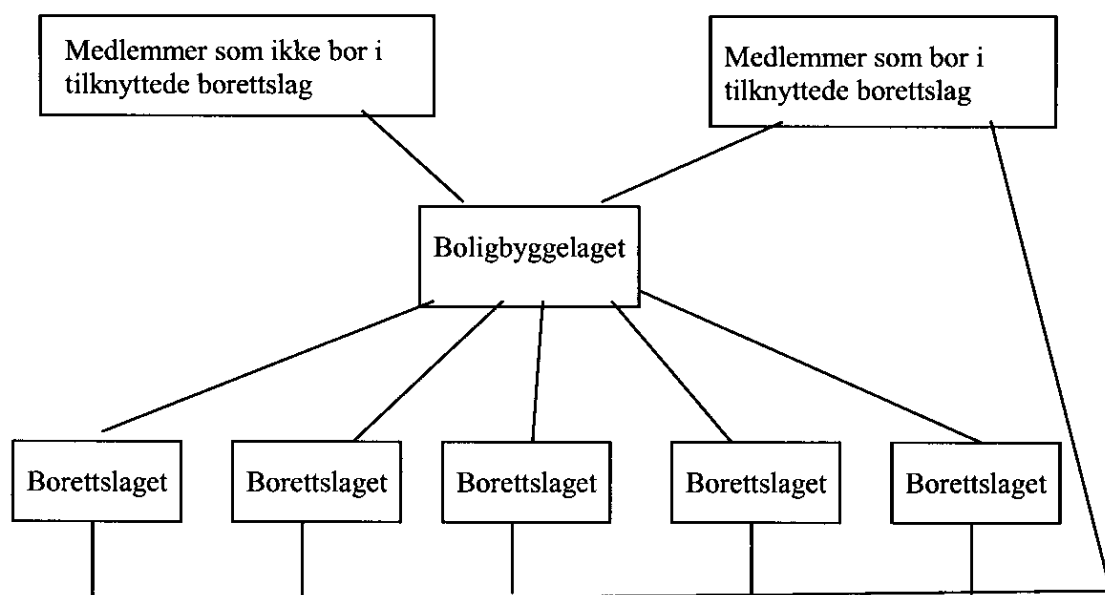 Medlemmer som ikke bor i
tilknyttede borettslag
Medlemmer som bor i
tilknyttede borettslag
Boligbyggelaget
Borettslaget
Borettslaget
Borettslaget
Borettslaget
Borettslaget